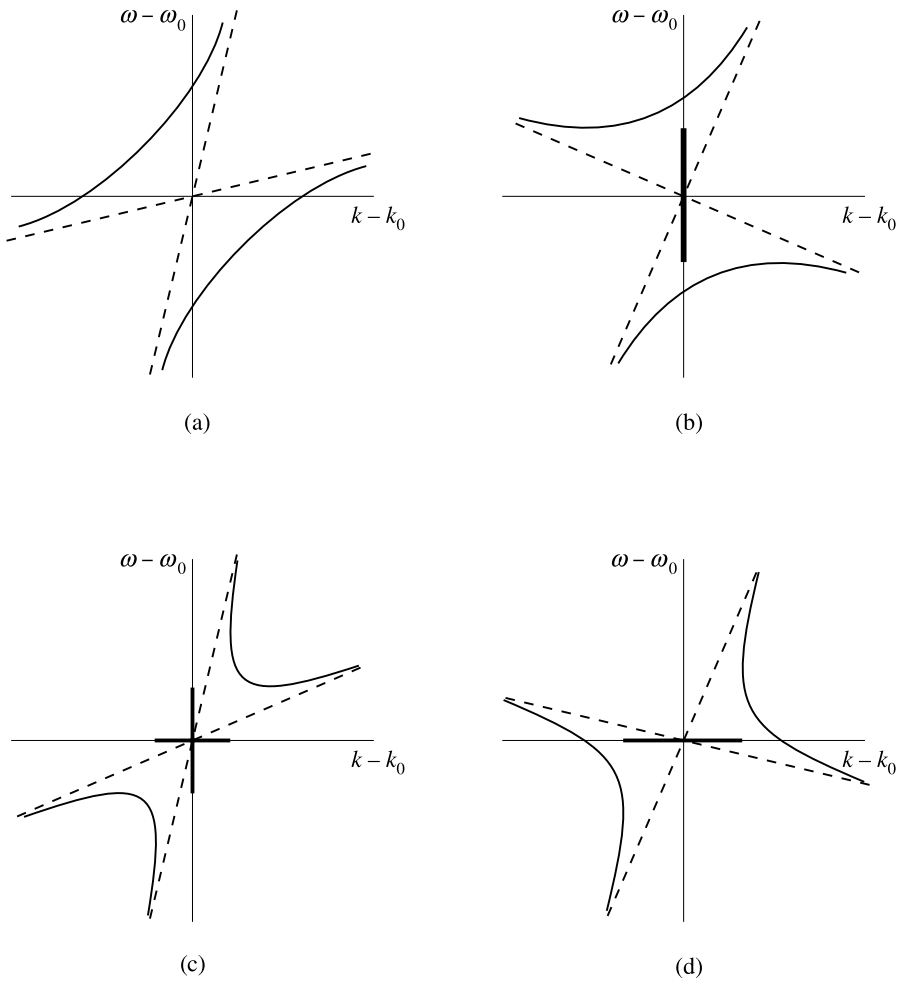 ω – ω0
ω – ω0
k – k0
k – k0
(a)
(b)
ω – ω0
ω – ω0
k – k0
k – k0
(c)
(d)